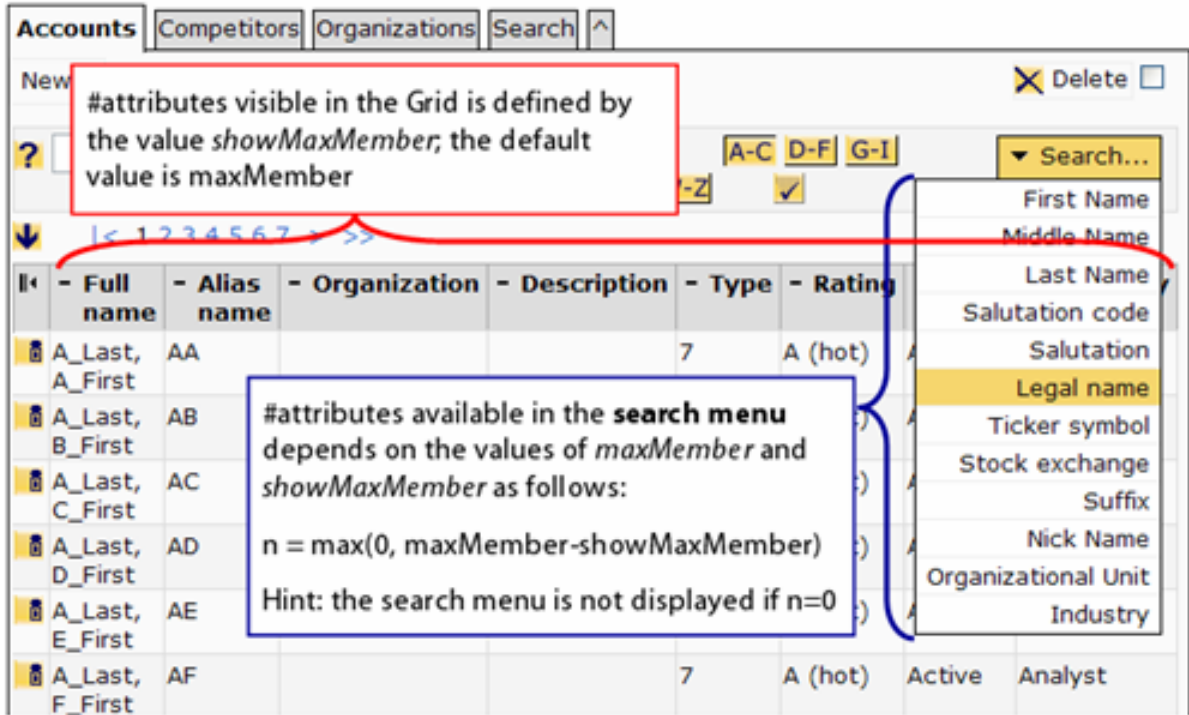 Accounts Competitors Organizations Search ^
New
Delete
#attributes visible in the Grid is defined by
the value showMaxMember; the default
value is maxMember
?
A-C D-F G-I
-Z
Search...
|< 1 2 3 4 5 6 7 > >>
- Full name - Alias name - Organization - Description - Type - Rating
First Name
Middle Name
Last Name
Salutation code
Salutation
Legal name
Ticker symbol
Stock exchange
Suffix
Nick Name
Organizational Unit
Industry
A_Last, AA 7 A (hot)
A_First
A_Last, AB
B_First
A_Last, AC
C_First
A_Last, AD
D_First
A_Last, AE
E_First
A_Last, AF 7 A (hot) Active Analyst
F_First
#attributes available in the search menu
depends on the values of maxMember and
showMaxMember as follows:
n = max(0, maxMember-showMaxMember)
Hint: the search menu is not displayed if n=0